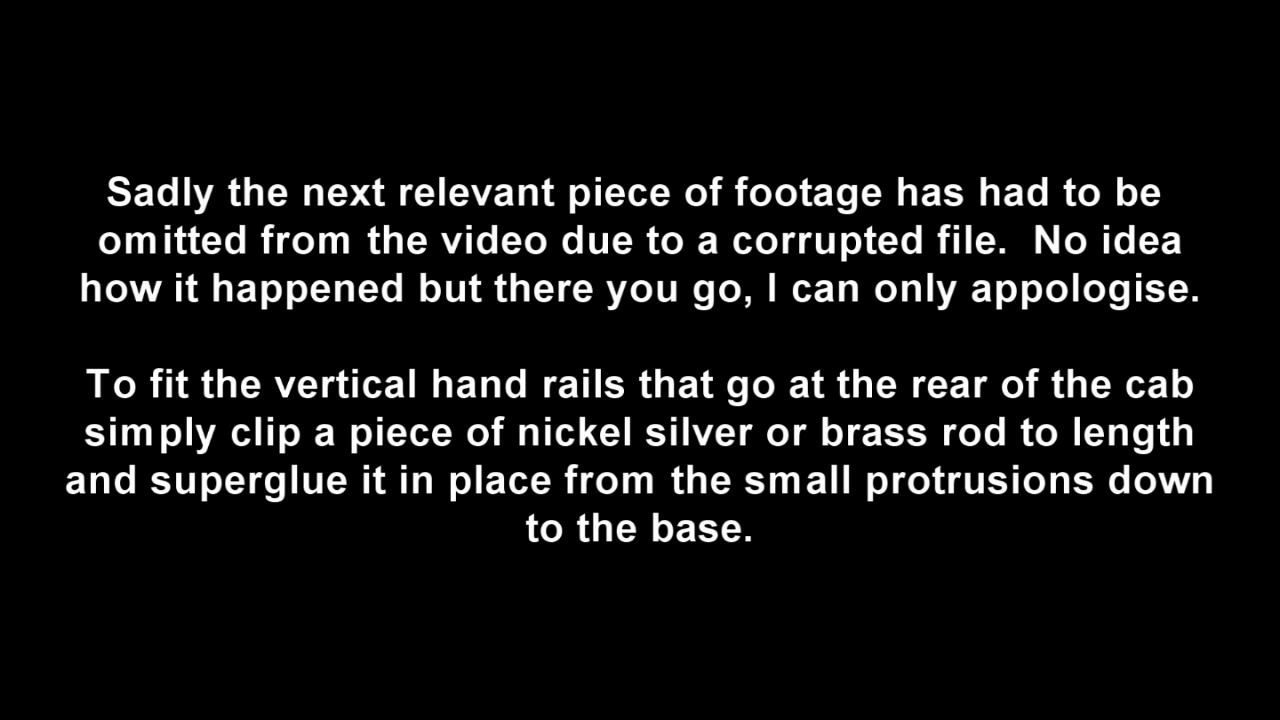 Sadly the next relevant piece of footage has had to be
omitted from the video due to a corrupted file.  No idea
how it happened but there you go, I can only appologise.
To fit the vertical hand rails that go at the rear of the cab
simply clip a piece of nickel silver or brass rod to length
and superglue it in place from the small protrusions down
to the base.